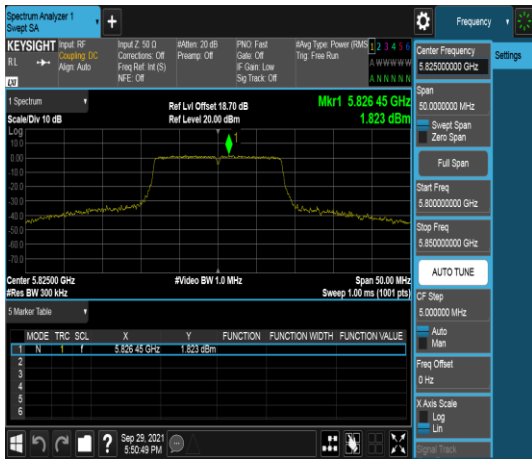 Spectrum Analyzer 1
Swept SA
+
Frequency
KEYSIGHT
RL
LXI
Input: RF
Coupling: DC
Align: Auto
Input Z: 50 Ω
Corrections: Off
Freq Ref: Int (S)
NFE: Off
#Atten: 20 dB
Preamp: Off
PNO: Fast
Gate: Off
IF Gain: Low
Sig Track: Off
#Avg Type: Power (RMS
Trig: Free Run
1 2 3 4 5 6
A W W W W W
A N N N N N
Center Frequency
5.825000000 GHz
Settings
Span
50.0000000 MHz
Swept Span
Zero Span
Full Span
Start Freq
5.800000000 GHz
Stop Freq
5.850000000 GHz
AUTO TUNE
CF Step
5.000000 MHz
Auto
Man
Freq Offset
0 Hz
X Axis Scale
Log
Lin
Signal Track
1 Spectrum
Scale/Div 10 dB
Ref Lvl Offset 18.70 dB
Ref Level 20.00 dBm
Mkr1 5.826 45 GHz
1.823 dBm
Log
10.0
0.00
-10.0
-20.0
-30.0
-40.0
-50.0
-60.0
-70.0
1
Center 5.82500 GHz
#Res BW 300 kHz
#Video BW 1.0 MHz
Span 50.00 MHz
Sweep 1.00 ms (1001 pts)
5 Marker Table
MODE TRC SCL X Y FUNCTION FUNCTION WIDTH FUNCTION VALUE
1 N 1 f 5.826 45 GHz 1.823 dBm
2
3
4
5
6
?
Sep 29, 2021
5:50:49 PM